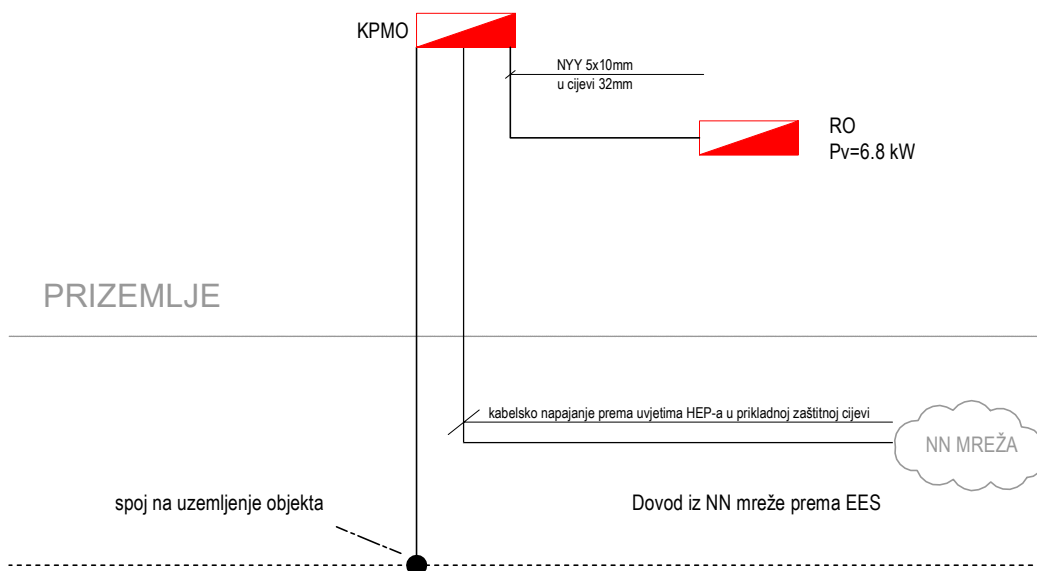 KPMO
NYY 5x10mm
u cijevi 32mm
RO
Pv=6.8 kW
PRIZEMLJE
kabelsko napajanje prema uvjetima HEP-a u prikladnoj zaštitnoj cijevi
NN MREŽA
spoj na uzemljenje objekta
Dovod iz NN mreže prema EES